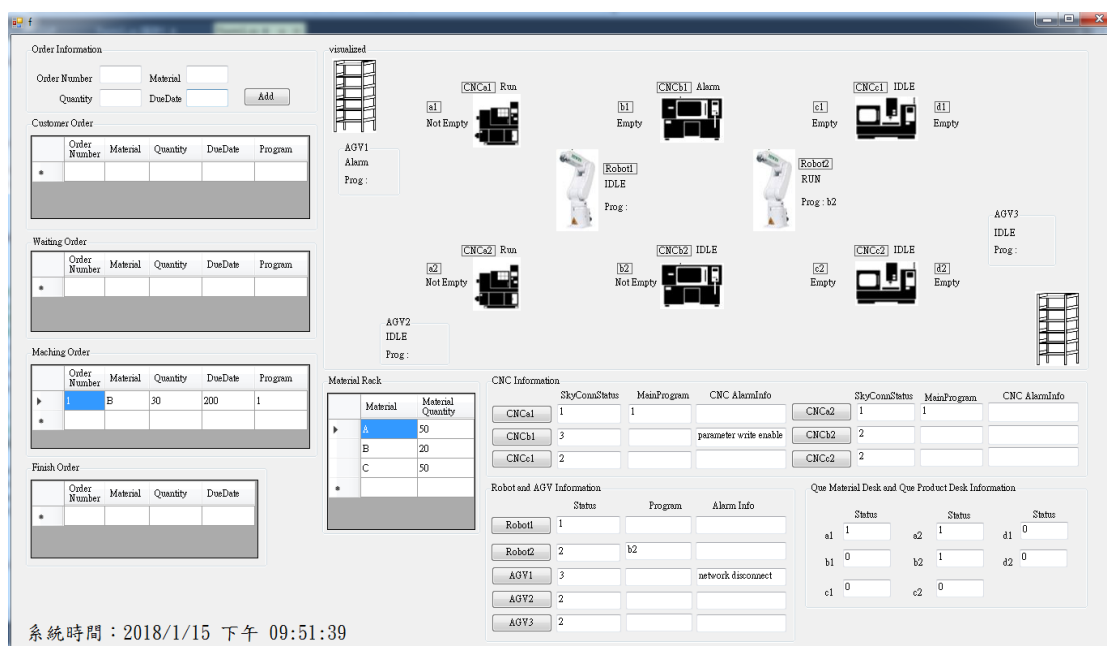 f
Order Information
Order Number Material
Quantity DueDate Add
Customer Order
Order Number Material Quantity DueDate Program
Waiting Order
Order Number Material Quantity DueDate Program
Maching Order
Order Number Material Quantity DueDate Program
1 B 30 200 1
Finish Order
Order Number Material Quantity DueDate
系統時間：2018/1/15 下午 09:51:39
visualized
CNCa1 Run
a1
Not Empty
CNCb1 Alarm
b1
Empty
CNCc1 IDLE
c1
Empty
d1
Empty
AGV1
Alarm
Prog :
Robot1
IDLE
Prog :
Robot2
RUN
Prog : b2
AGV3
IDLE
Prog :
CNCa2 Run
a2
Not Empty
CNCb2 IDLE
b2
Not Empty
CNCc2 IDLE
c2
Empty
d2
Empty
AGV2
IDLE
Prog :
Material Rack
Material Material Quantity
A 50
B 20
C 50
CNC Information
SkyConnStatus MainProgram CNC AlarmInfo
CNCa1 1 1
CNCb1 3 parameter write enable
CNCc1 2
SkyConnStatus MainProgram CNC AlarmInfo
CNCa2 1 1
CNCb2 2
CNCc2 2
Robot and AGV Information
Status Program Alarm Info
Robot1 1
Robot2 2 b2
AGV1 3 network disconnect
AGV2 2
AGV3 2
Que Material Desk and Que Product Desk Information
Status Status Status
a1 1 a2 1 d1 0
b1 0 b2 1 d2 0
c1 0 c2 0